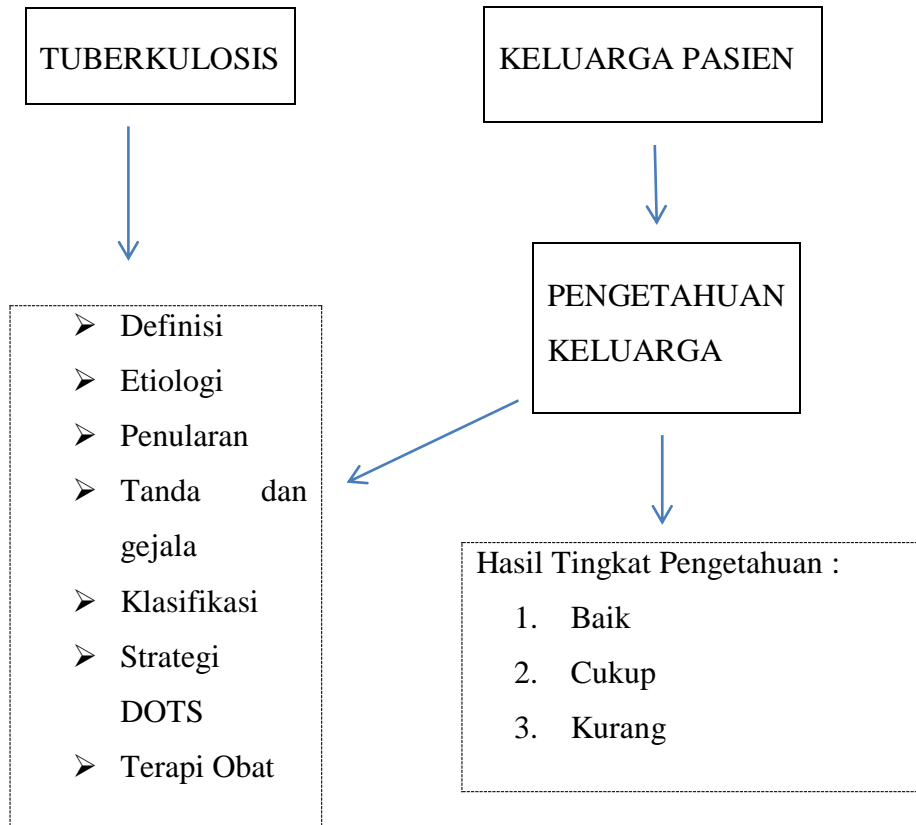 TUBERKULOSIS
KELUARGA PASIEN
PENGETAHUAN
KELUARGA
➢ Definisi
➢ Etiologi
➢ Penularan
➢ Tanda dan
gejala
➢ Klasifikasi
➢ Strategi
DOTS
➢ Terapi Obat
Hasil Tingkat Pengetahuan :
1. Baik
2. Cukup
3. Kurang